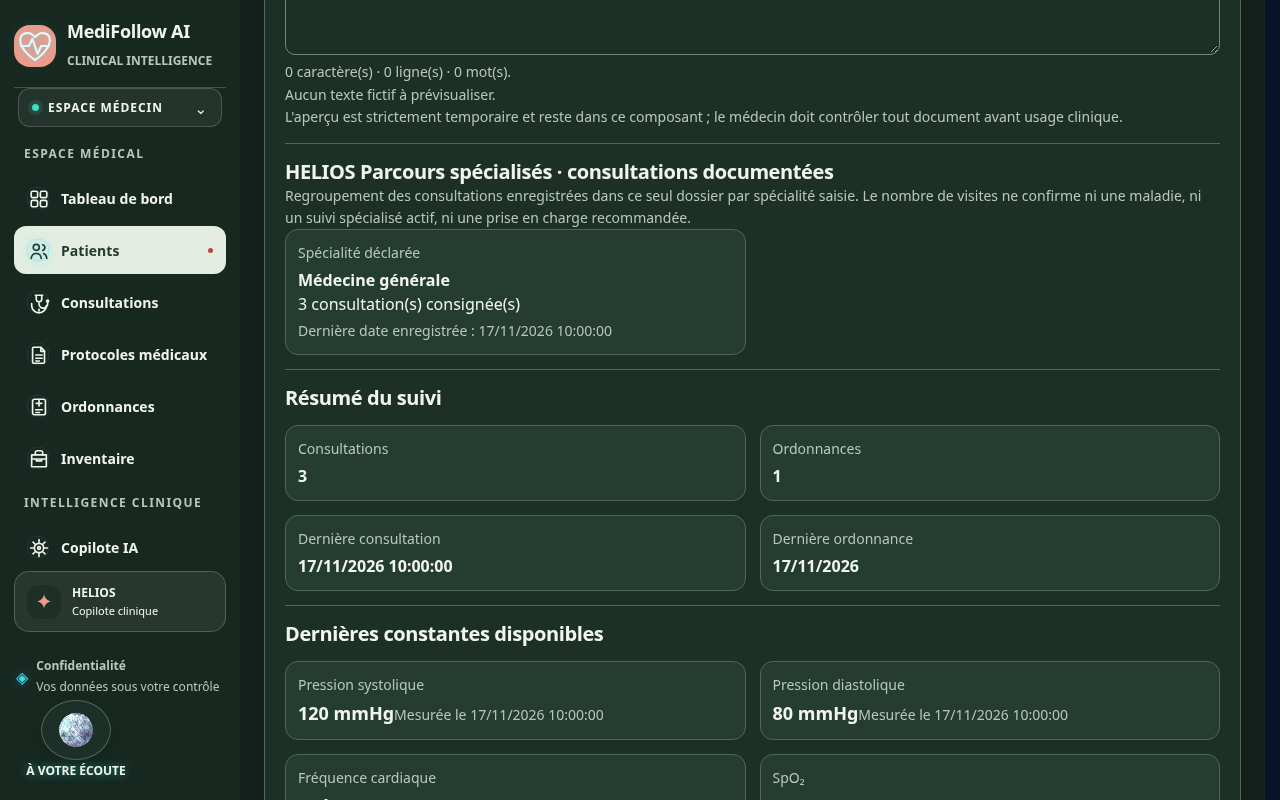 MediFollow AI
CLINICAL INTELLIGENCE
ESPACE MÉDECIN
ESPACE MÉDICAL
Tableau de bord
Patients
Consultations
Protocoles médicaux
Ordonnances
Inventaire
INTELLIGENCE CLINIQUE
Copilote IA
HELIOS
Copilote clinique
Confidentialité
Vos données sous votre contrôle
À VOTRE ÉCOUTE
0 caractère(s) · 0 ligne(s) · 0 mot(s).
Aucun texte fictif à prévisualiser.
L'aperçu est strictement temporaire et reste dans ce composant ; le médecin doit contrôler tout document avant usage clinique.
HELIOS Parcours spécialisés · consultations documentées
Regroupement des consultations enregistrées dans ce seul dossier par spécialité saisie. Le nombre de visites ne confirme ni une maladie, ni
un suivi spécialisé actif, ni une prise en charge recommandée.
Spécialité déclarée
Médecine générale
3 consultation(s) consignée(s)
Dernière date enregistrée : 17/11/2026 10:00:00
Résumé du suivi
Consultations
3
Ordonnances
1
Dernière consultation
17/11/2026 10:00:00
Dernière ordonnance
17/11/2026
Dernières constantes disponibles
Pression systolique
120 mmHgMesurée le 17/11/2026 10:00:00
Pression diastolique
80 mmHgMesurée le 17/11/2026 10:00:00
Fréquence cardiaque
SpO₂